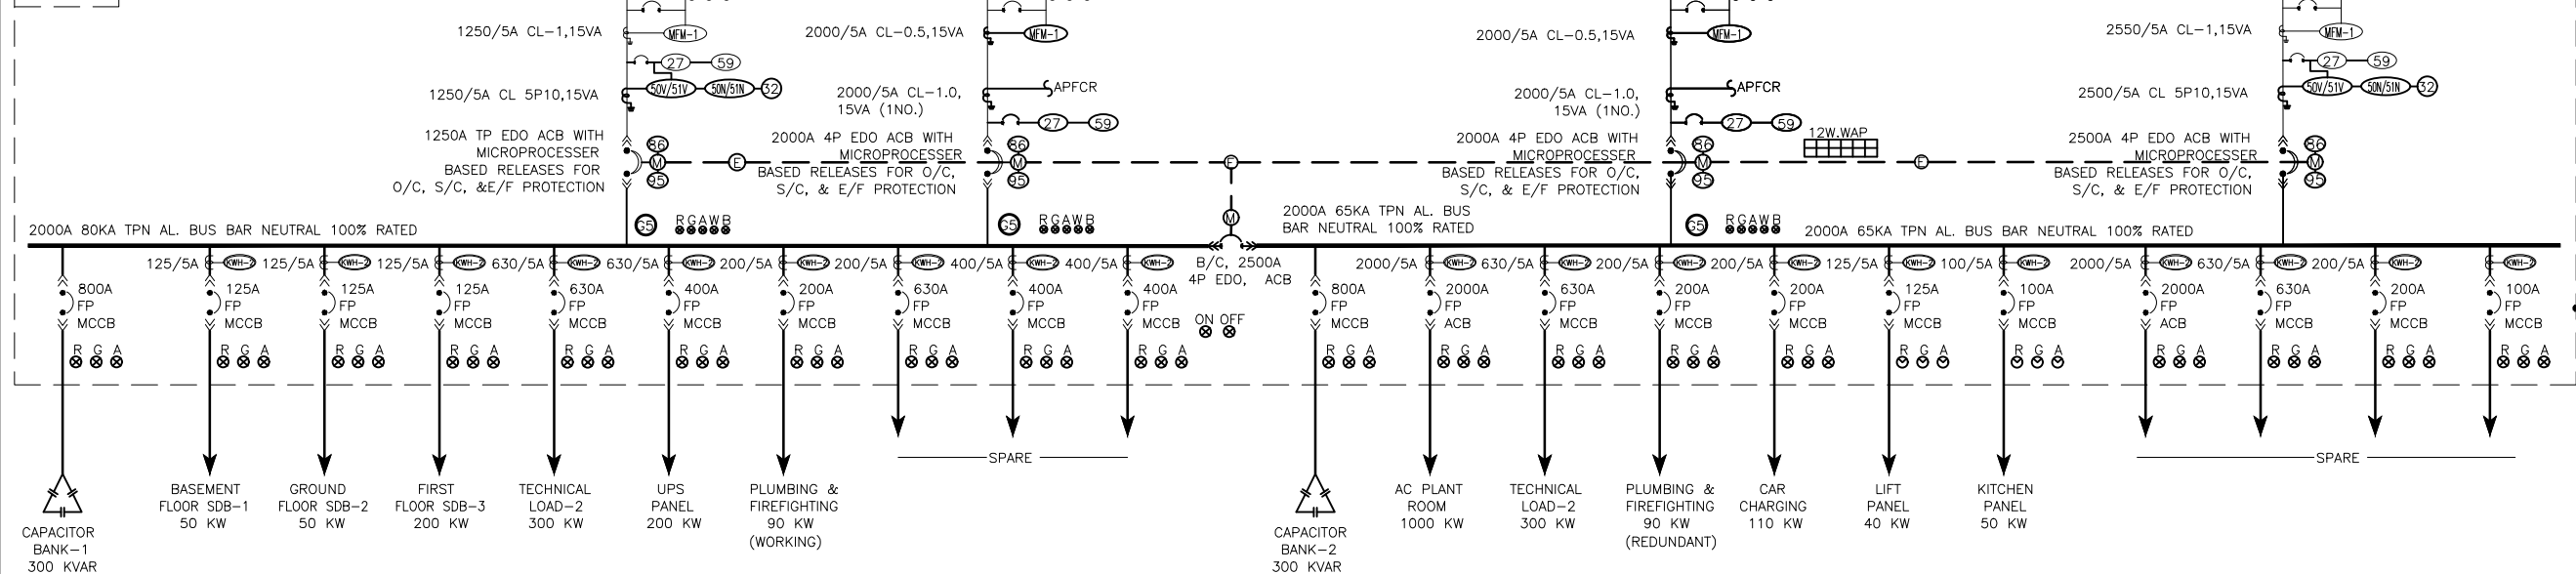 1250/5A CL-1,15VA
MFM-1
2000/5A CL-0.5,15VA
MFM-1
2000/5A CL-0.5,15VA
MFM-1
2550/5A CL-1,15VA
MFM-1
27 59
27 59
1250/5A CL 5P10,15VA
50V/51V 50N/51N 32
2000/5A CL-1.0,
15VA (1NO.)
APFCR
27 59
2000/5A CL-1.0,
15VA (1NO.)
APFCR
27 59
2500/5A CL 5P10,15VA
50V/51V 50N/51N 32
1250A TP EDO ACB WITH
MICROPROCESSER
BASED RELEASES FOR
O/C, S/C, &E/F PROTECTION
86
M
95
E
2000A 4P EDO ACB WITH
MICROPROCESSER
BASED RELEASES FOR O/C,
S/C, & E/F PROTECTION
86
M
95
E
M
2000A 4P EDO ACB WITH
MICROPROCESSER
BASED RELEASES FOR O/C,
S/C, & E/F PROTECTION
86
M
95
12W.WAP
E
2500A 4P EDO ACB WITH
MICROPROCESSER
BASED RELEASES FOR O/C,
S/C, & E/F PROTECTION
86
M
95
2000A 80KA TPN AL. BUS BAR NEUTRAL 100% RATED
G5 RGAWB
G5 RGAWB
2000A 65KA TPN AL. BUS
BAR NEUTRAL 100% RATED
G5 RGAWB
2000A 65KA TPN AL. BUS BAR NEUTRAL 100% RATED
125/5A KWH-2 125/5A KWH-2 125/5A KWH-2 630/5A KWH-2 630/5A KWH-2 200/5A KWH-2 200/5A KWH-2 400/5A KWH-2 400/5A KWH-2
B/C, 2500A
4P EDO, ACB
ON OFF
2000/5A KWH-2 630/5A KWH-2 200/5A KWH-2 200/5A KWH-2 125/5A KWH-2 100/5A KWH-2 2000/5A KWH-2 630/5A KWH-2 200/5A KWH-2 KWH-2
800A 125A 125A 125A 630A 400A 200A 630A 400A 400A 800A 2000A 630A 200A 200A 125A 100A 2000A 630A 200A 100A
FP FP FP FP FP FP FP FP FP FP FP FP FP FP FP FP FP FP FP FP FP
MCCB MCCB MCCB MCCB MCCB MCCB MCCB MCCB MCCB MCCB MCCB ACB MCCB MCCB MCCB MCCB MCCB ACB MCCB MCCB MCCB
R G A R G A R G A R G A R G A R G A R G A R G A R G A R G A R G A R G A R G A R G A R G A R G A R G A R G A R G A R G A R G A
CAPACITOR
BANK-1
300 KVAR
BASEMENT
FLOOR SDB-1
50 KW
GROUND
FLOOR SDB-2
50 KW
FIRST
FLOOR SDB-3
200 KW
TECHNICAL
LOAD-2
300 KW
UPS
PANEL
200 KW
PLUMBING &
FIREFIGHTING
90 KW
(WORKING)
SPARE
CAPACITOR
BANK-2
300 KVAR
AC PLANT
ROOM
1000 KW
TECHNICAL
LOAD-2
300 KW
PLUMBING &
FIREFIGHTING
90 KW
(REDUNDANT)
CAR
CHARGING
110 KW
LIFT
PANEL
40 KW
KITCHEN
PANEL
50 KW
SPARE